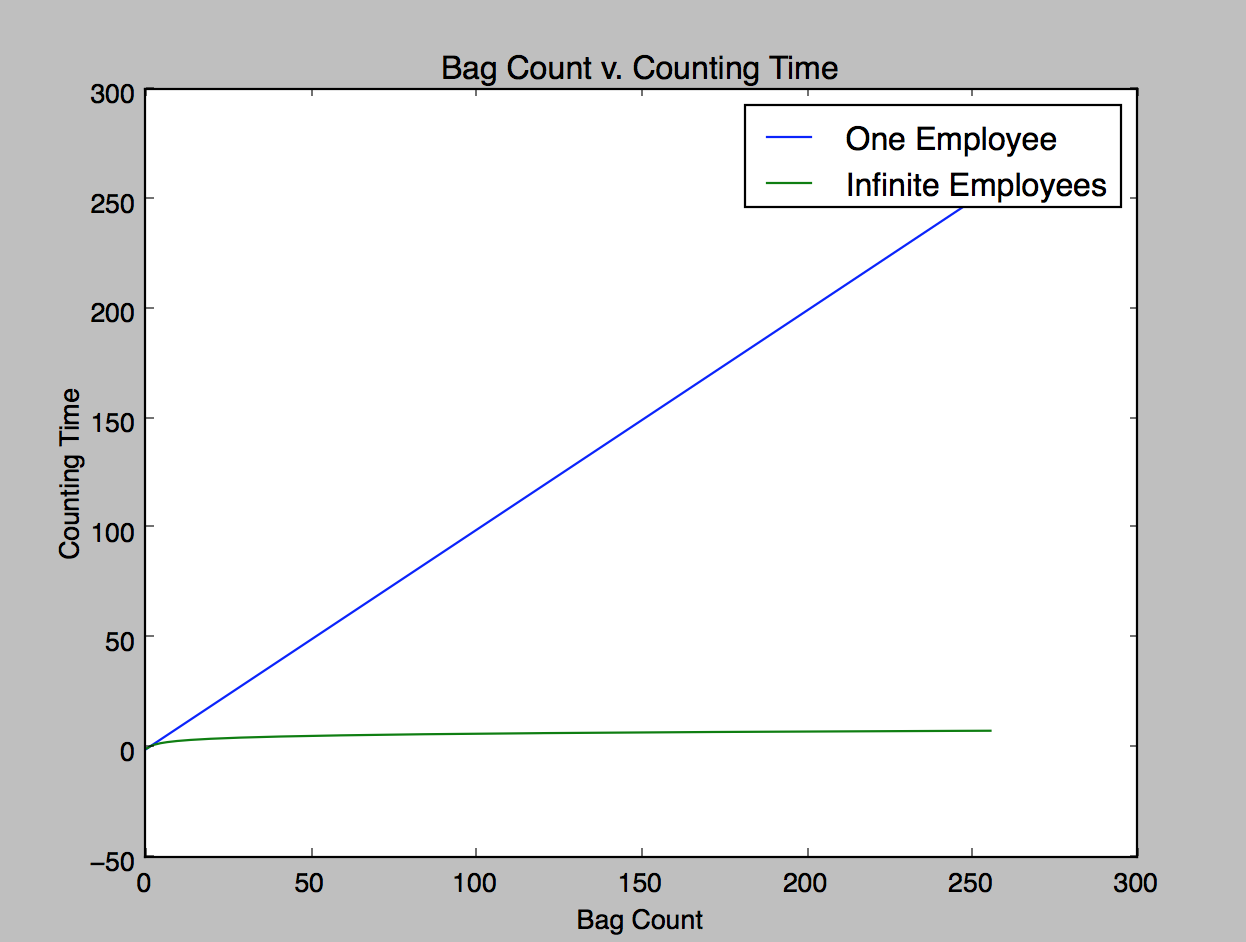 Bag Count v. Counting Time
One Employee
Infinite Employees
Counting Time
300
250
200
150
100
50
0
−50
0 50 100 150 200 250 300
Bag Count